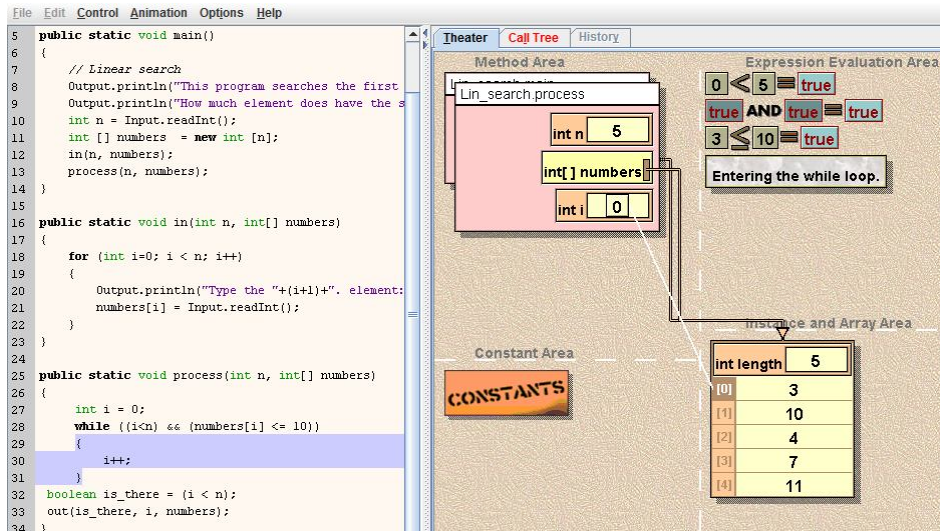 File Edit Control Animation Options Help
5 public static void main()
6 {
7 // Linear search
8 Output.println("This program searches the first
9 Output.println("How much element does have the s
10 int n = Input.readInt();
11 int [] numbers = new int [n];
12 in(n, numbers);
13 process(n, numbers);
14 }
15
16 public static void in(int n, int[] numbers)
17 {
18 for (int i=0; i < n; i++)
19 {
20 Output.println("Type the "+(i+1)+". element:
21 numbers[i] = Input.readInt();
22 }
23 }
24
25 public static void process(int n, int[] numbers)
26 {
27 int i = 0;
28 while ((i<n) && (numbers[i] <= 10))
29 {
30 i++;
31 }
32 boolean is_there = (i < n);
33 out(is_there, i, numbers);
34 }
Theater Call Tree History
Method Area
Lin_search.main
Lin_search.process
int n 5
int[ ] numbers
int i 0
Expression Evaluation Area
0 < 5 = true
true AND true = true
3 ≤ 10 = true
Entering the while loop.
Constant Area
CONSTANTS
Instance and Array Area
int length 5
[0] 3
[1] 10
[2] 4
[3] 7
[4] 11